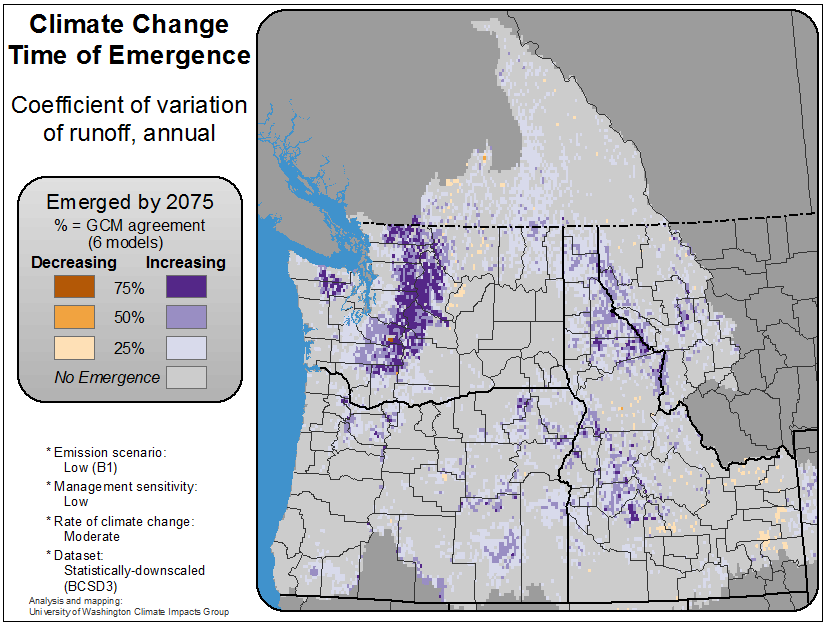 Climate Change
Time of Emergence
Coefficient of variation
of runoff, annual
Emerged by 2075
% = GCM agreement
(6 models)
Decreasing Increasing
75%
50%
25%
No Emergence
* Emission scenario:
Low (B1)
* Management sensitivity:
Low
* Rate of climate change:
Moderate
* Dataset:
Statistically-downscaled
(BCSD3)
Analysis and mapping:
University of Washington Climate Impacts Group